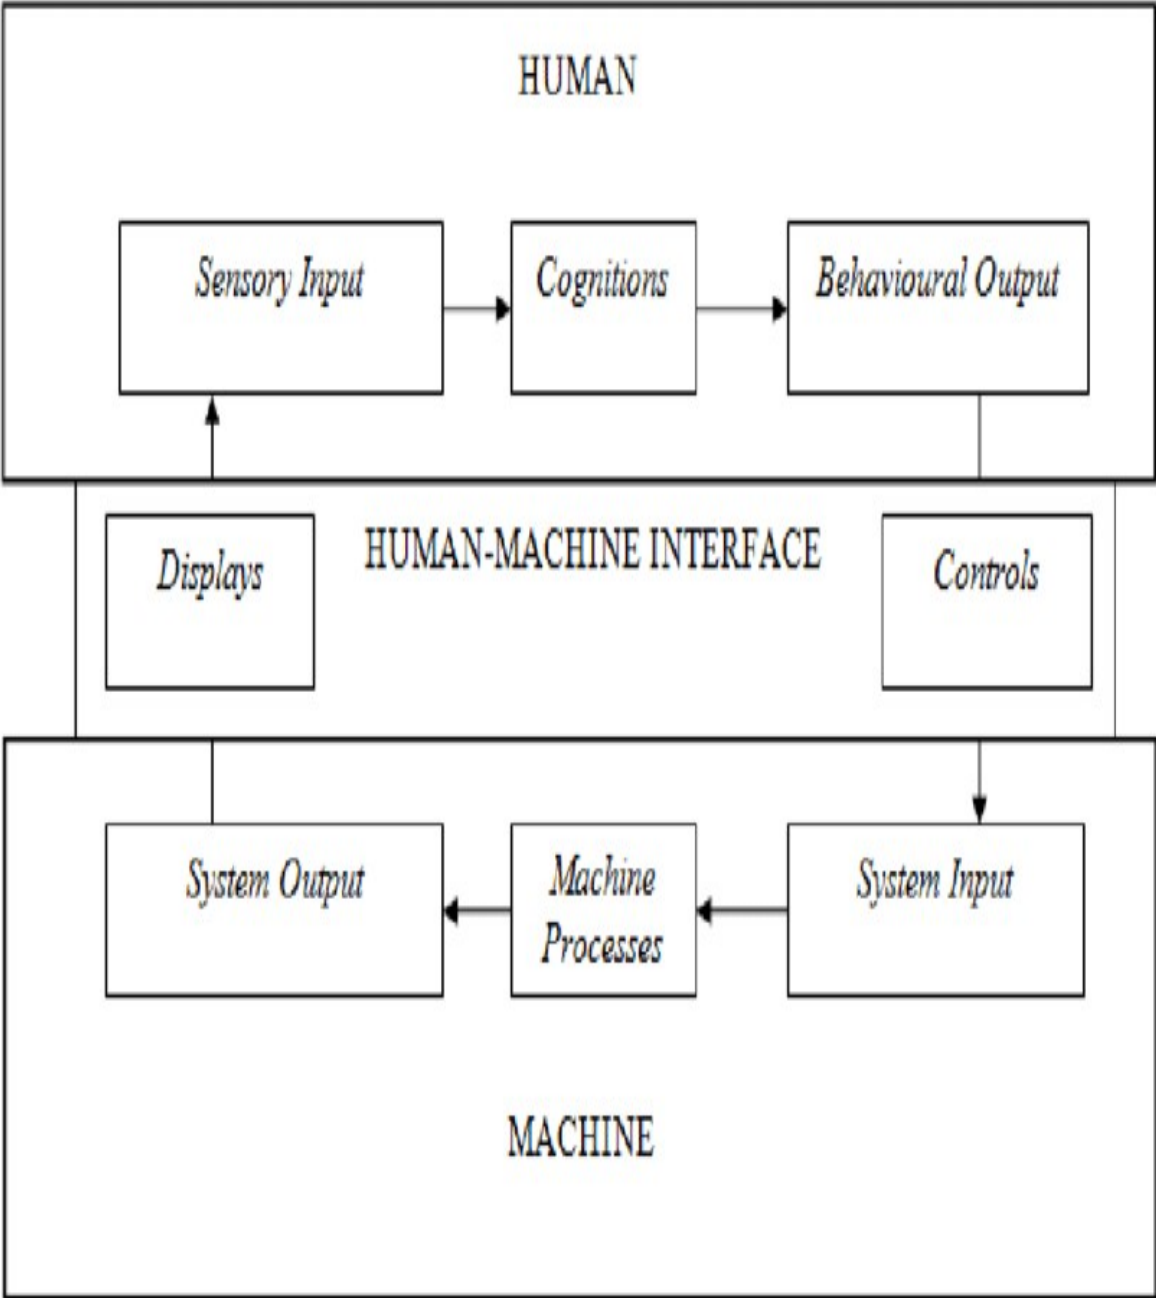 HUMAN
Sensory Input
Cognitions
Behavioural Output
Displays
HUMAN-MACHINE INTERFACE
Controls
System Output
Machine
Processes
System Input
MACHINE